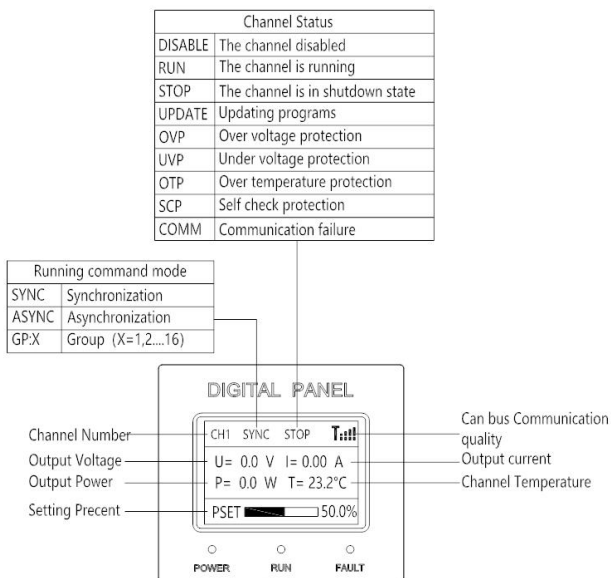 Channel Status
DISABLE The channel disabled
RUN The channel is running
STOP The channel is in shutdown state
UPDATE Updating programs
OVP Over voltage protection
UVP Under voltage protection
OTP Over temperature protection
SCP Self check protection
COMM Communication failure
Running command mode
SYNC Synchronization
ASYNC Asynchronization
GP:X Group (X=1,2....16)
DIGITAL PANEL
Channel Number
CH1 SYNC STOP T
Can bus Communication
quality
Output Voltage
U= 0.0 V I= 0.00 A
Output current
Output Power
P= 0.0 W T= 23.2°C
Channel Temperature
Setting Precent
PSET 50.0%
POWER RUN FAULT